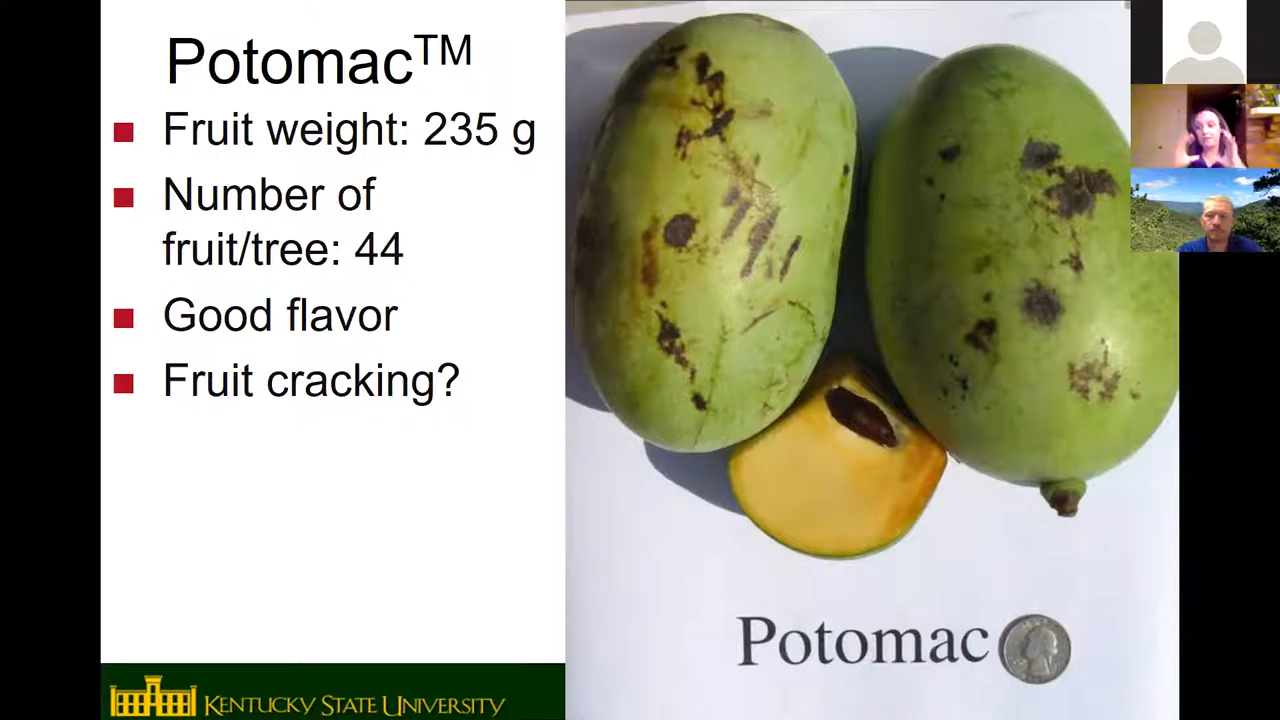 Potomac™
Fruit weight: 235 g
Number of
fruit/tree: 44
Good flavor
Fruit cracking?
KENTUCKY STATE UNIVERSITY
Potomac